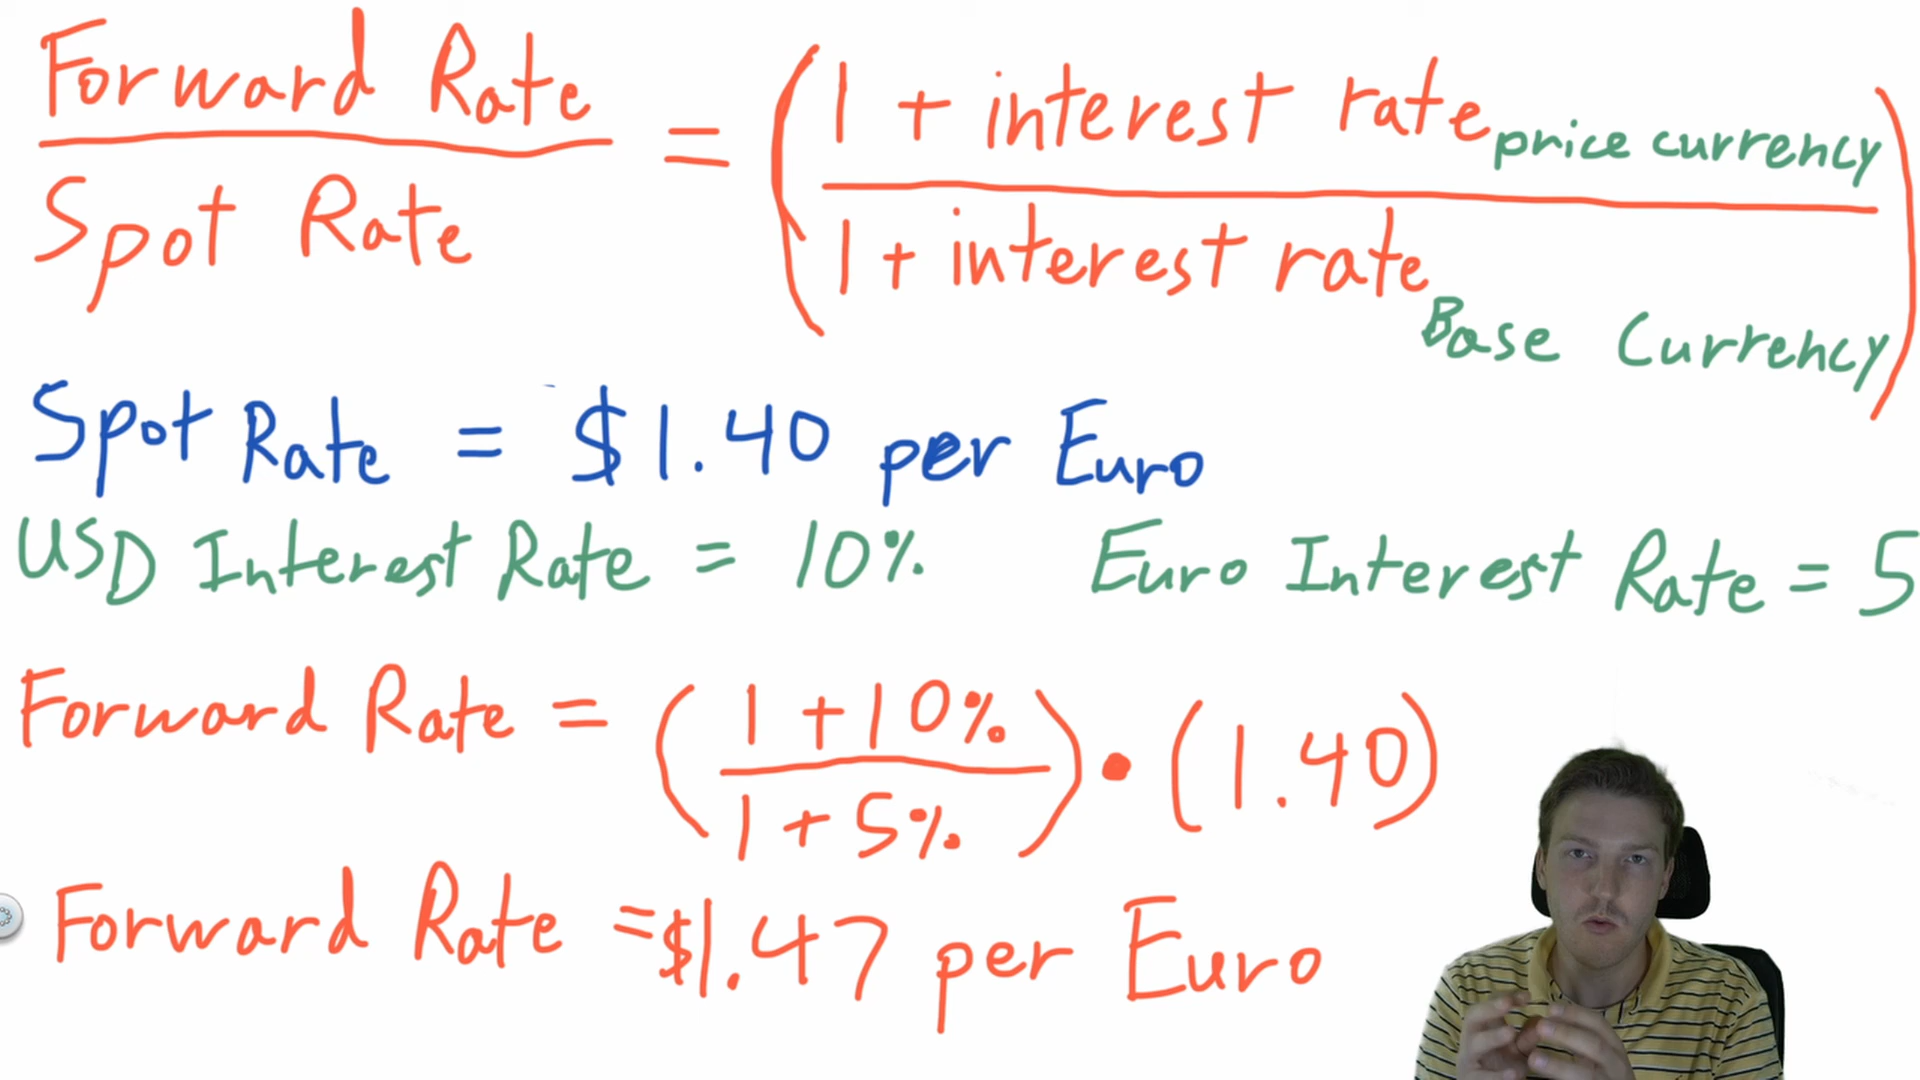 Forward Rate
Spot Rate
=
(1 + interest rate price currency
1 + interest rate Base Currency)
Spot Rate = $1.40 per Euro
USD Interest Rate = 10% Euro Interest Rate = 5
Forward Rate = (1 + 10%
1 + 5%) • (1.40)
Forward Rate = $1.47 per Euro